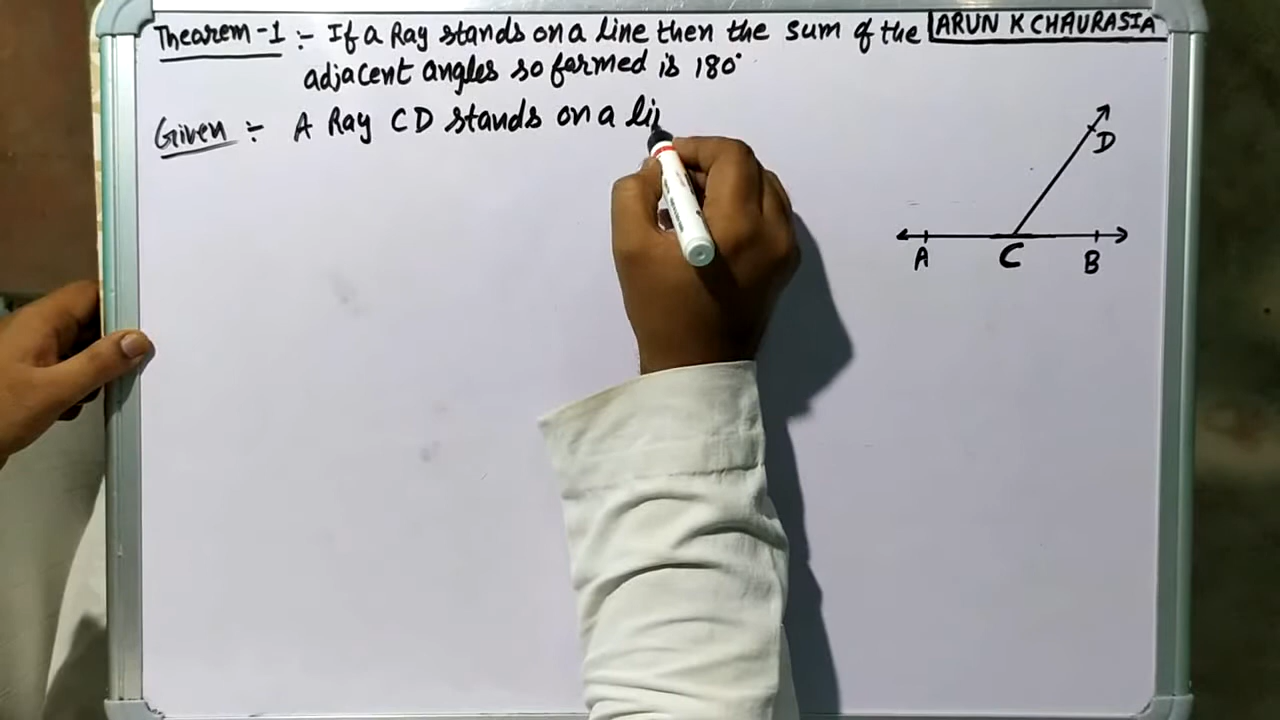 Thearem-1 :- If a Ray stands on a line then the sum of the ARUN K CHAURASIA
adjacent angles so formed is 180°
Given :- A Ray CD stands on a li
D
A C B